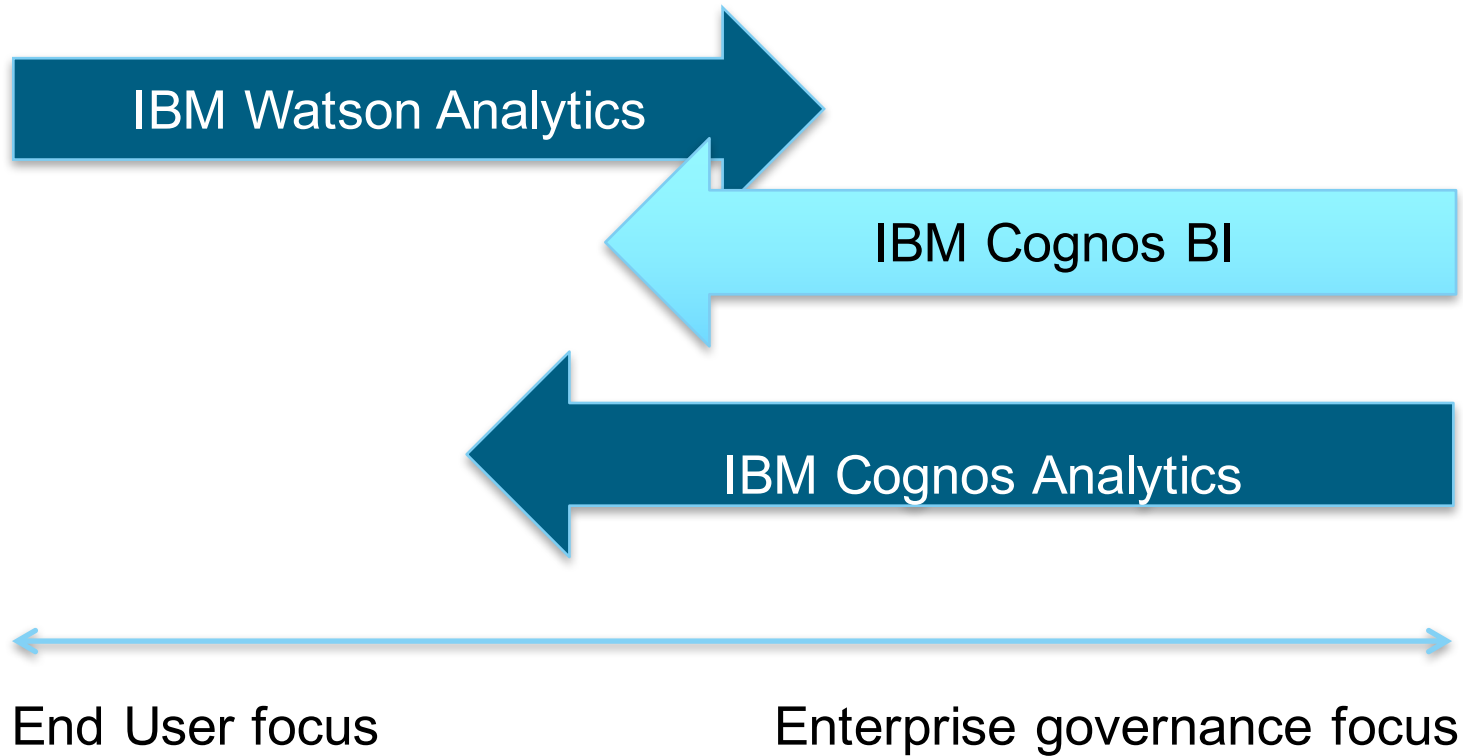 IBM Watson Analytics
IBM Cognos BI
IBM Cognos Analytics
End User focus
Enterprise governance focus